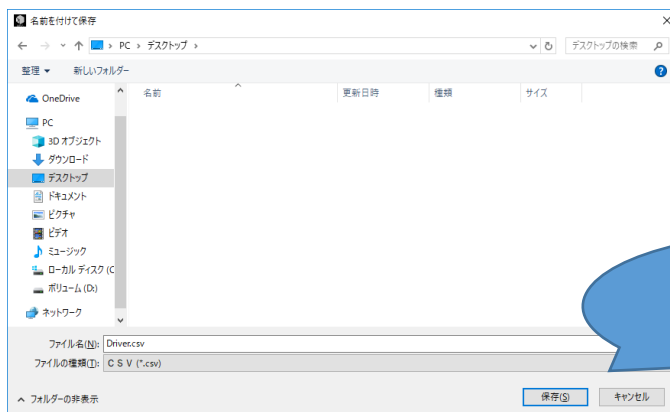 名前を付けて保存
PC › デスクトップ ›
デスクトップの検索
整理 ▼ 新しいフォルダー
名前 更新日時 種類 サイズ
OneDrive
PC
3D オブジェクト
ダウンロード
デスクトップ
ドキュメント
ピクチャ
ビデオ
ミュージック
ローカル ディスク (C
ボリューム (D:)
ネットワーク
ファイル名(N): Driver.csv
ファイルの種類(T): ＣＳＶ (*.csv)
フォルダーの非表示
保存(S) キャンセル